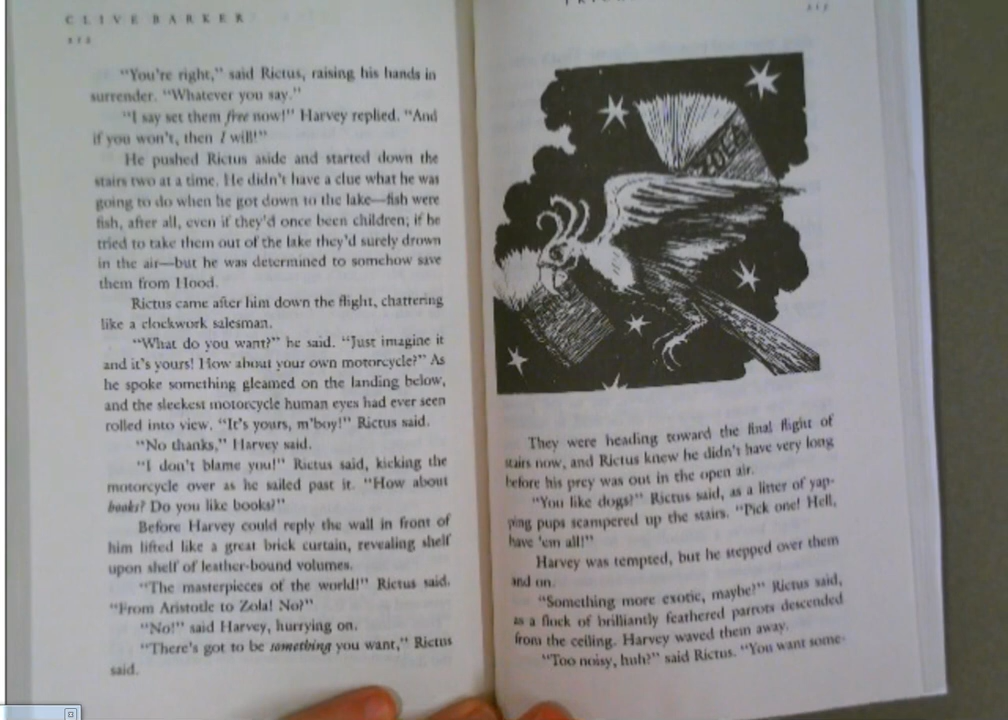 CLIVE BARKER
"You're right," said Rictus, raising his hands in
surrender. "Whatever you say."
"I say set them free now!" Harvey replied. "And
if you won't, then I will!"
He pushed Rictus aside and started down the
stairs two at a time. He didn't have a clue what he was
going to do when he got down to the lake—fish were
fish, after all, even if they'd once been children; if he
tried to take them out of the lake they'd surely drown
in the air—but he was determined to somehow save
them from Hood.
Rictus came after him down the flight, chattering
like a clockwork salesman.
"What do you want?" he said. "Just imagine it
and it's yours! How about your own motorcycle?" As
he spoke something gleamed on the landing below,
and the sleekest motorcycle human eyes had ever seen
rolled into view. "It's yours, m'boy!" Rictus said.
"No thanks," Harvey said.
"I don't blame you!" Rictus said, kicking the
motorcycle over as he sailed past it. "How about
books? Do you like books?"
Before Harvey could reply the wall in front of
him lifted like a great brick curtain, revealing shelf
upon shelf of leather-bound volumes.
"The masterpieces of the world!" Rictus said.
"From Aristotle to Zola! No?"
"No!" said Harvey, hurrying on.
"There's got to be something you want," Rictus
said.
They were heading toward the final flight of
stairs now, and Rictus knew he didn't have very long
before his prey was out in the open air.
"You like dogs?" Rictus said, as a litter of yap-
ping pups scampered up the stairs. "Pick one! Hell,
have 'em all!"
Harvey was tempted, but he stepped over them
and on.
"Something more exotic, maybe?" Rictus said,
as a flock of brilliantly feathered parrots descended
from the ceiling. Harvey waved them away.
"Too noisy, huh?" said Rictus. "You want some-